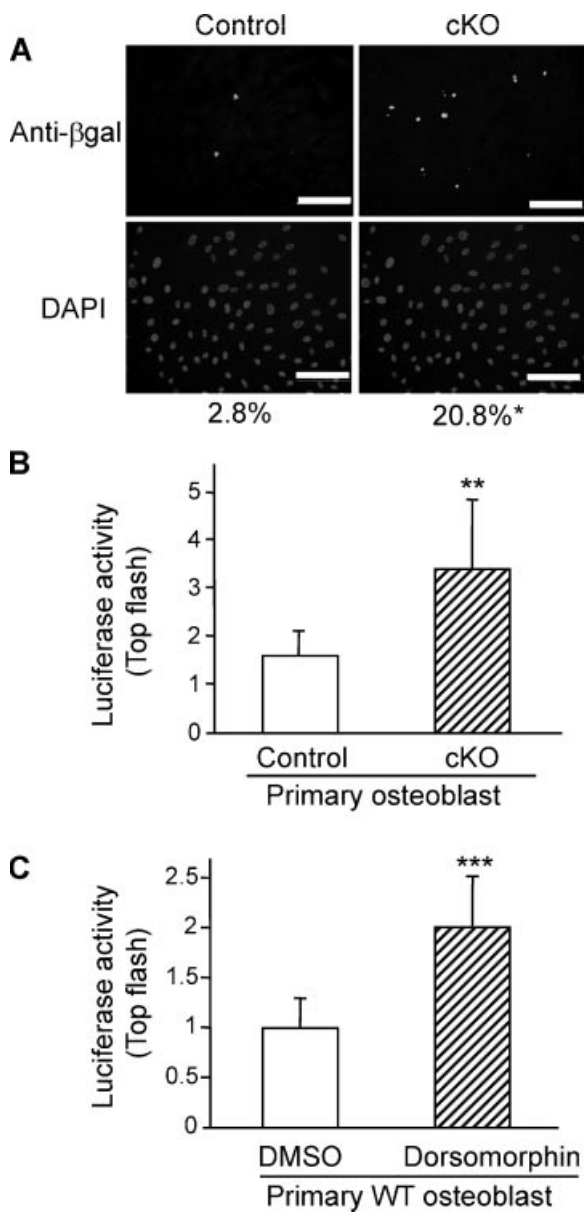 Control cKO
A
Anti-βgal
DAPI
2.8% 20.8%*
B
Luciferase activity
(Top flash)
5
4
3
2
1
0
**
Control cKO
Primary osteoblast
C
Luciferase activity
(Top flash)
2.5
2
1.5
1
0.5
0
***
DMSO Dorsomorphin
Primary WT osteoblast